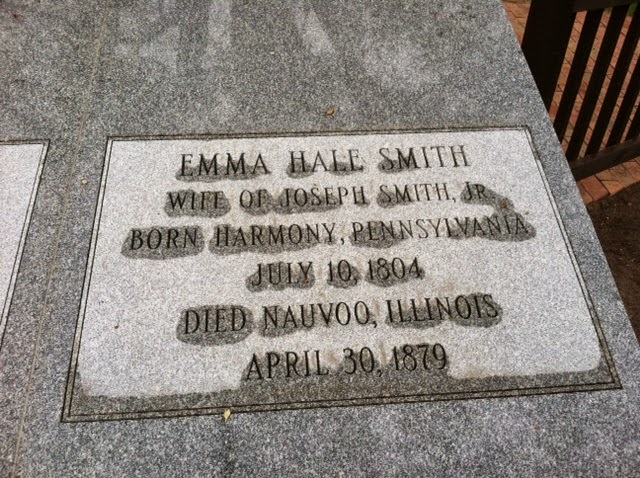 EMMA HALE SMITH
WIFE OF JOSEPH SMITH, JR.
BORN HARMONY, PENNSYLVANIA
JULY 10, 1804
DIED NAUVOO, ILLINOIS
APRIL 30, 1879